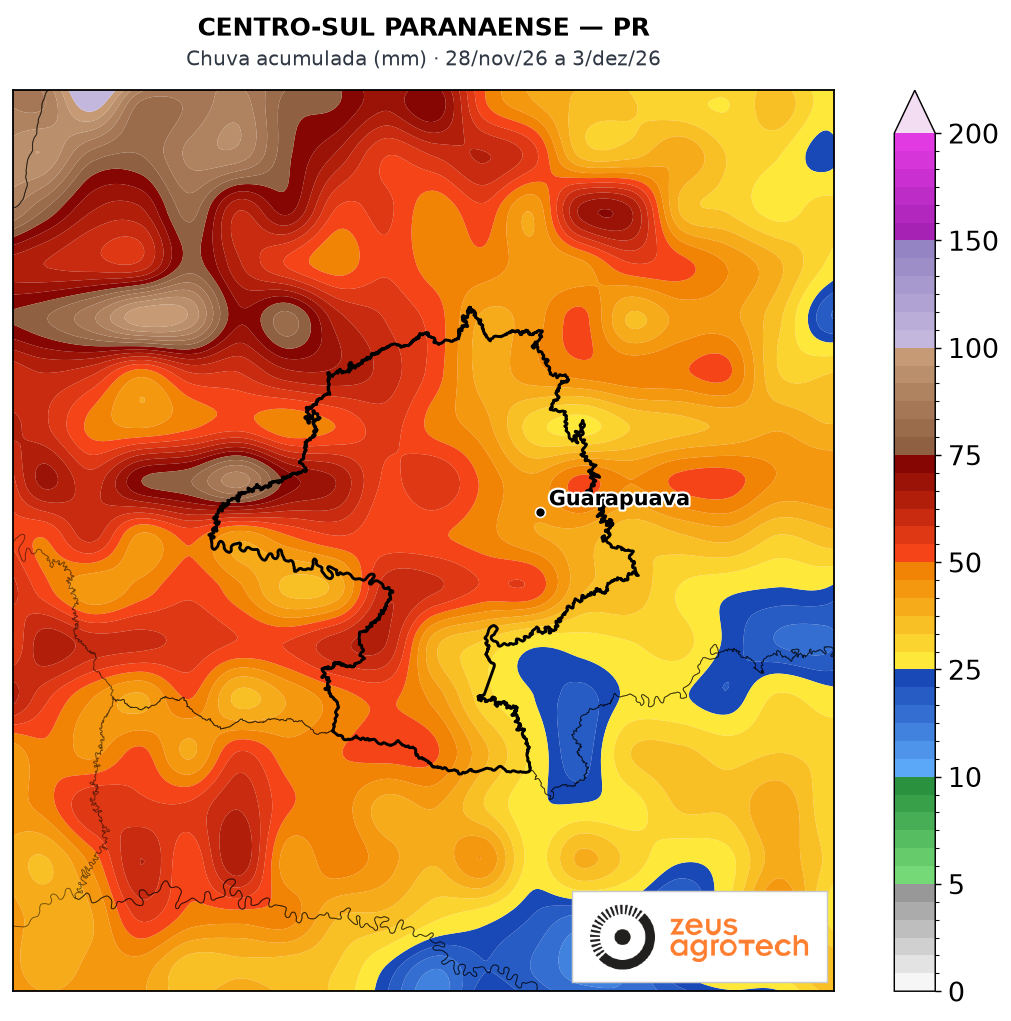 CENTRO-SUL PARANAENSE — PR
Chuva acumulada (mm) · 28/nov/26 a 3/dez/26
200
150
100
75
50
25
10
5
0
Guarapuava
zeus
agrotech